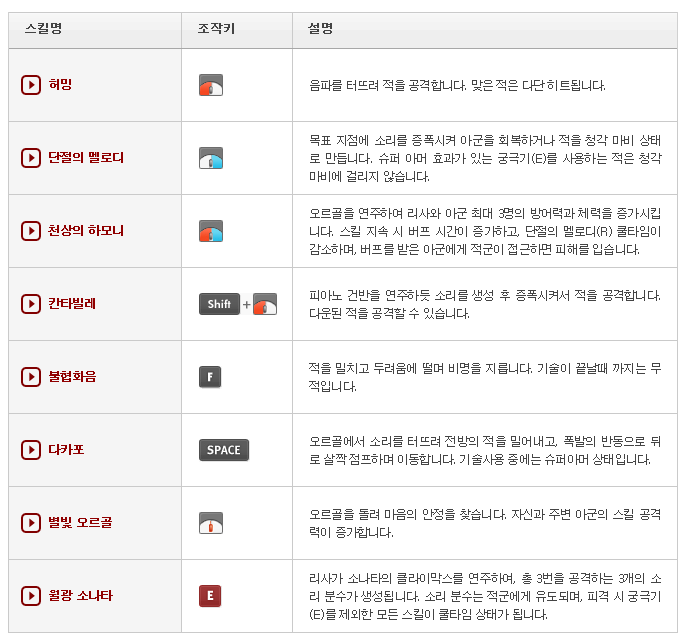 스킬명 조작키 설명
허밍 음파를 터뜨려 적을 공격합니다. 맞은 적은 다단 히트됩니다.
단절의 멜로디 목표 지점에 소리를 증폭시켜 아군을 회복하거나 적을 청각 마비 상태
로 만듭니다. 슈퍼 아머 효과가 있는 궁극기(E)를 사용하는 적은 청각
마비에 걸리지 않습니다.
천상의 하모니 오르골을 연주하여 리사와 아군 최대 3명의 방어력과 체력을 증가시킵
니다. 스킬 지속 시 버프 시간이 증가하고, 단절의 멜로디(R) 쿨타임이
감소하며, 버프를 받은 아군에게 적군이 접근하면 피해를 입습니다.
칸타빌레 Shift + 피아노 건반을 연주하듯 소리를 생성 후 증폭시켜서 적을 공격합니다.
다운된 적을 공격할 수 있습니다.
불협화음 F 적을 밀치고 두려움에 떨며 비명을 지릅니다. 기술이 끝날때 까지는 무
적입니다.
다카포 SPACE 오르골에서 소리를 터뜨려 전방의 적을 밀어내고, 폭발의 반동으로 뒤
로 살짝 점프하며 이동합니다. 기술사용 중에는 슈퍼아머 상태입니다.
별빛 오르골 오르골을 돌려 마음의 안정을 찾습니다. 자신과 주변 아군의 스킬 공격
력이 증가합니다.
월광 소나타 E 리사가 소나타의 클라이막스를 연주하여, 총 3번을 공격하는 3개의 소
리 분수가 생성됩니다. 소리 분수는 적군에게 유도되며, 피격 시 궁극기
(E)를 제외한 모든 스킬이 쿨타임 상태가 됩니다.